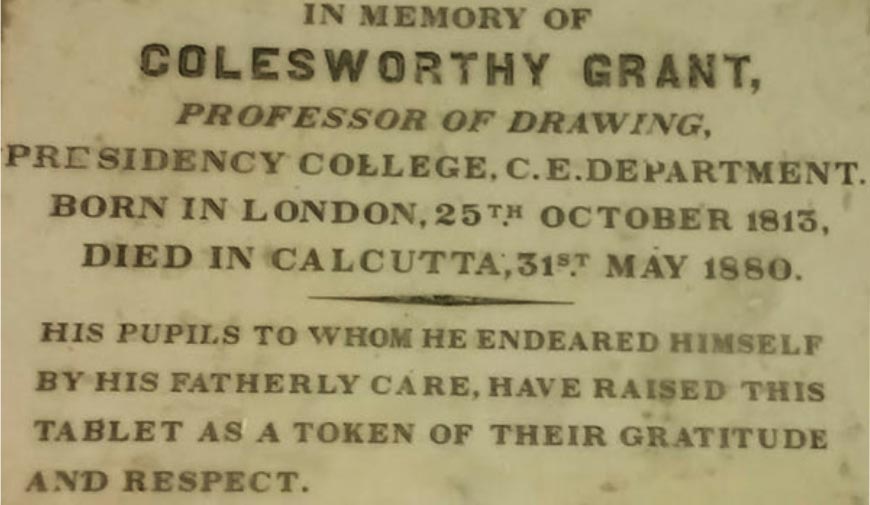 IN MEMORY OF
COLESWORTHY GRANT,
PROFESSOR OF DRAWING,
PRESIDENCY COLLEGE, C.E. DEPARTMENT.
BORN IN LONDON, 25TH OCTOBER 1813,
DIED IN CALCUTTA, 31ST MAY 1880.
HIS PUPILS TO WHOM HE ENDEARED HIMSELF
BY HIS FATHERLY CARE, HAVE RAISED THIS
TABLET AS A TOKEN OF THEIR GRATITUDE
AND RESPECT.